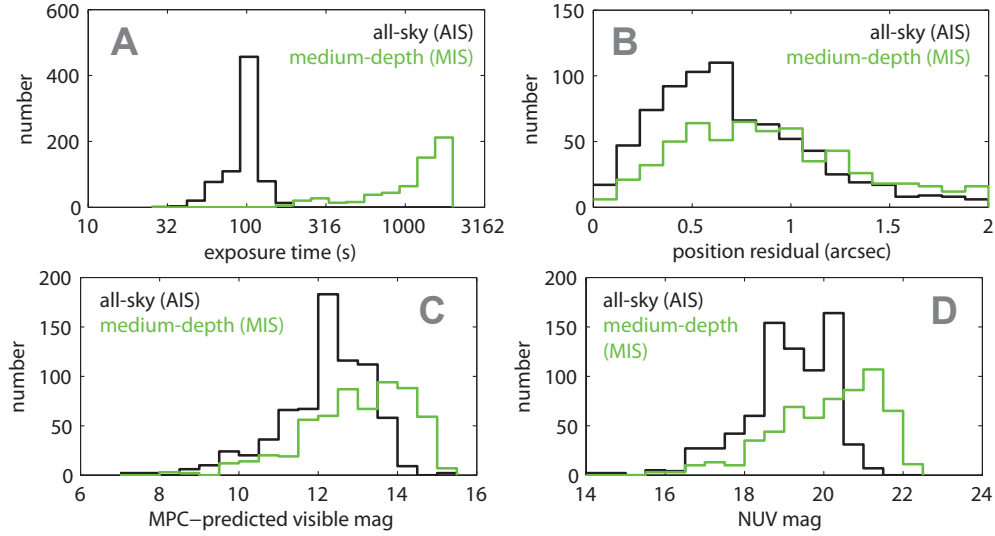 A
all-sky (AIS)
medium-depth (MIS)
number
600
400
200
0
10 32 100 316 1000 3162
exposure time (s)
B
all-sky (AIS)
medium-depth (MIS)
number
150
100
50
0
0 0.5 1 1.5 2
position residual (arcsec)
C
all-sky (AIS)
medium-depth (MIS)
number
200
150
100
50
0
6 8 10 12 14 16
MPC−predicted visible mag
D
all-sky (AIS)
medium-depth
(MIS)
number
200
150
100
50
0
14 16 18 20 22 24
NUV mag